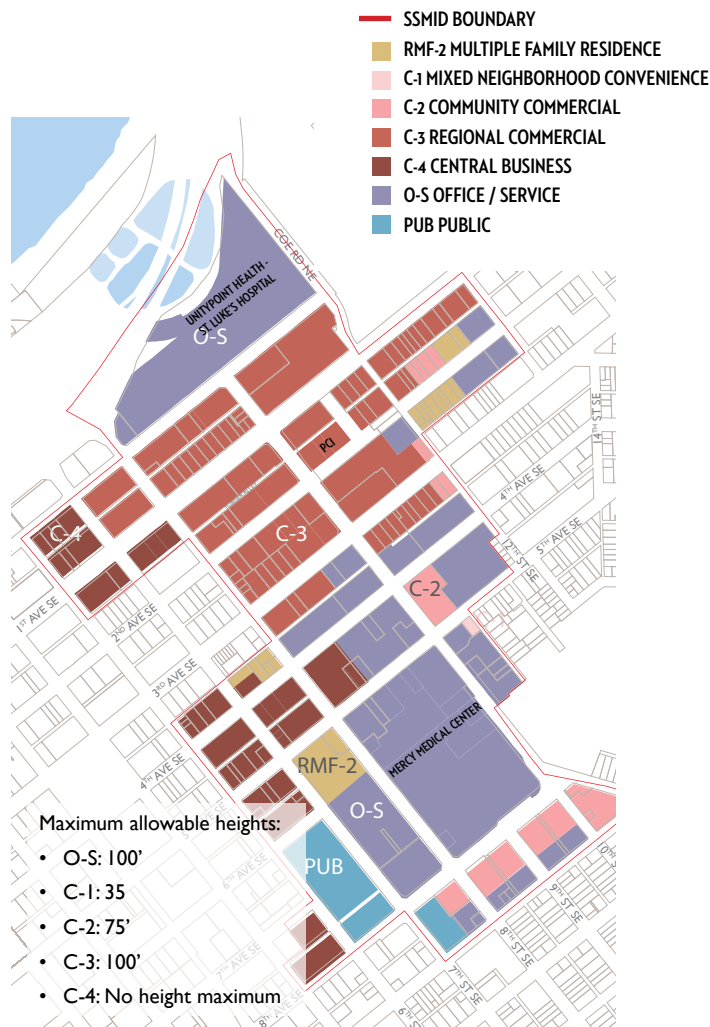 SSMID BOUNDARY
RMF-2 MULTIPLE FAMILY RESIDENCE
C-1 MIXED NEIGHBORHOOD CONVENIENCE
C-2 COMMUNITY COMMERCIAL
C-3 REGIONAL COMMERCIAL
C-4 CENTRAL BUSINESS
O-S OFFICE / SERVICE
PUB PUBLIC
COE RD NE
UNITYPOINT HEALTH -
ST. LUKE'S HOSPITAL
O-S
PCI
14TH ST SE
4TH AVE SE
5TH AVE SE
12TH ST SE
C-4
C-3
C-2
1ST AVE SE
2ND AVE SE
3RD AVE SE
4TH AVE SE
MERCY MEDICAL CENTER
RMF-2
O-S
PUB
Maximum allowable heights:
• O-S: 100'
• C-1: 35
• C-2: 75'
• C-3: 100'
• C-4: No height maximum
6TH AVE SE
7TH AVE SE
8TH AVE SE
0TH S
9TH ST SE
8TH ST SE
7TH ST SE
6TH S